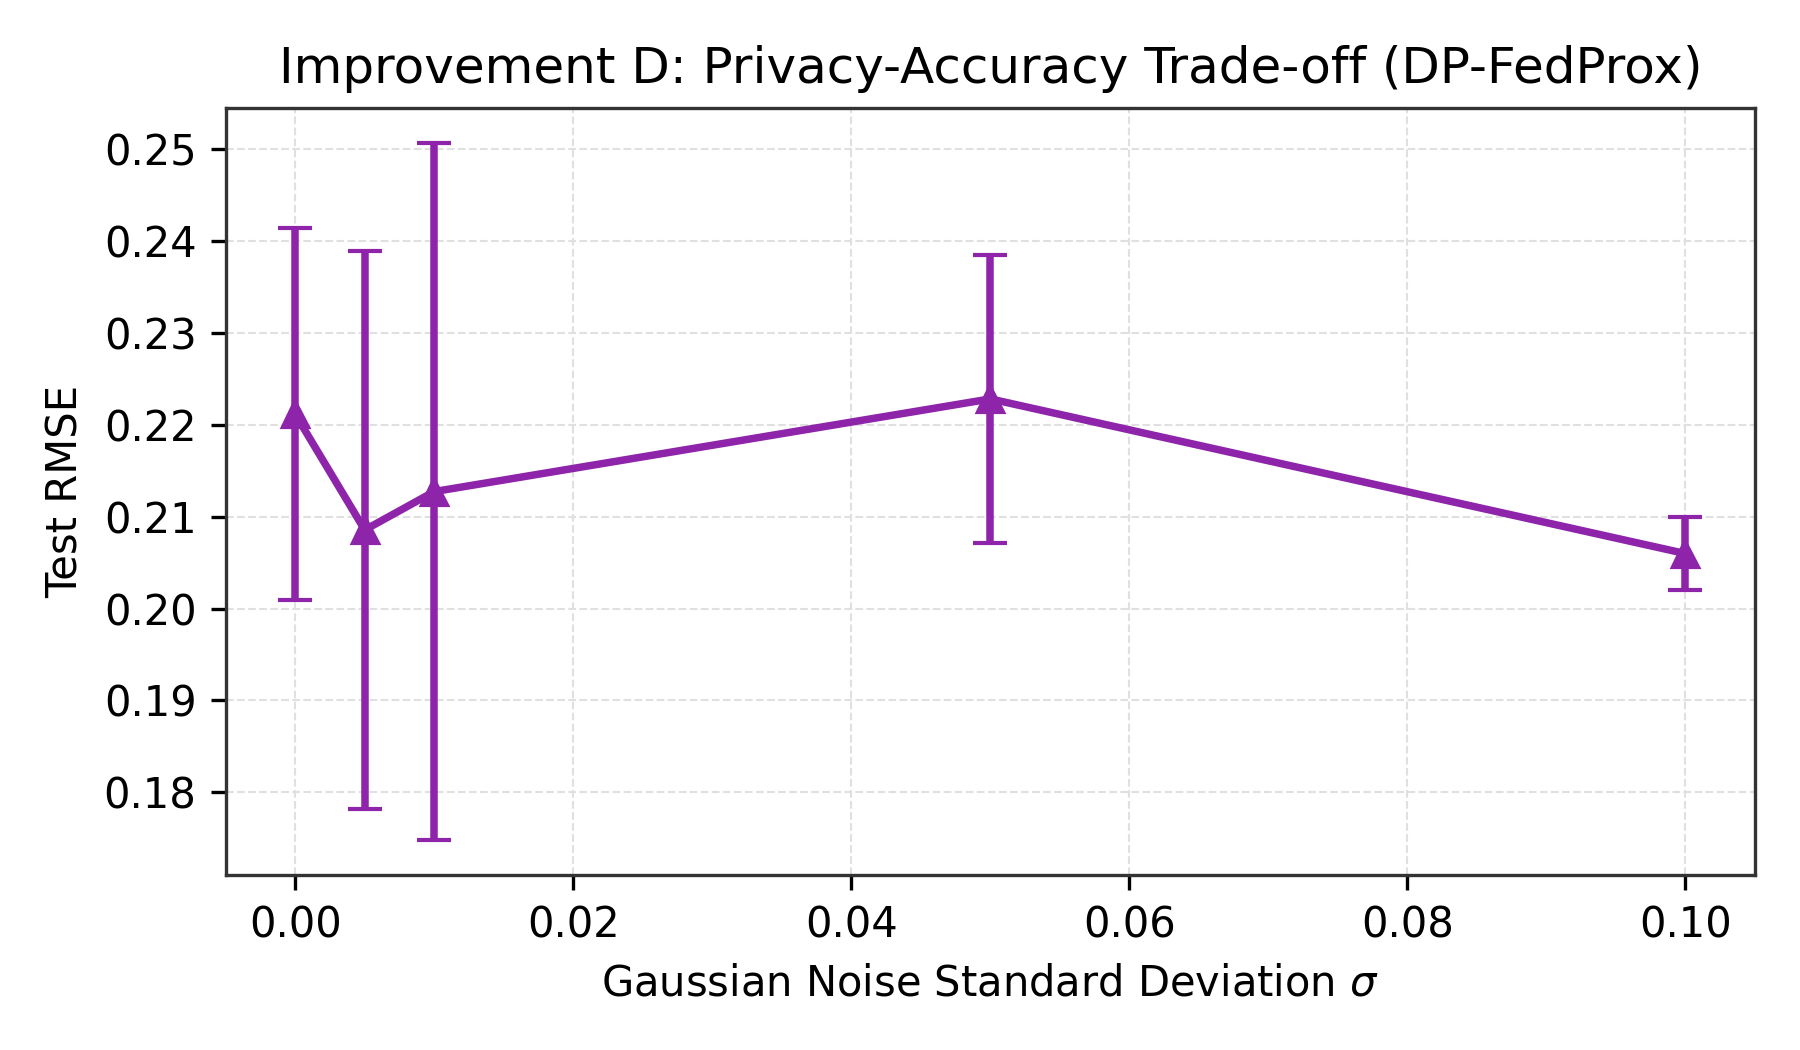 Improvement D: Privacy-Accuracy Trade-off (DP-FedProx)
0.25
0.24
0.23
0.22
0.21
0.20
0.19
0.18
Test RMSE
0.00 0.02 0.04 0.06 0.08 0.10
Gaussian Noise Standard Deviation σ